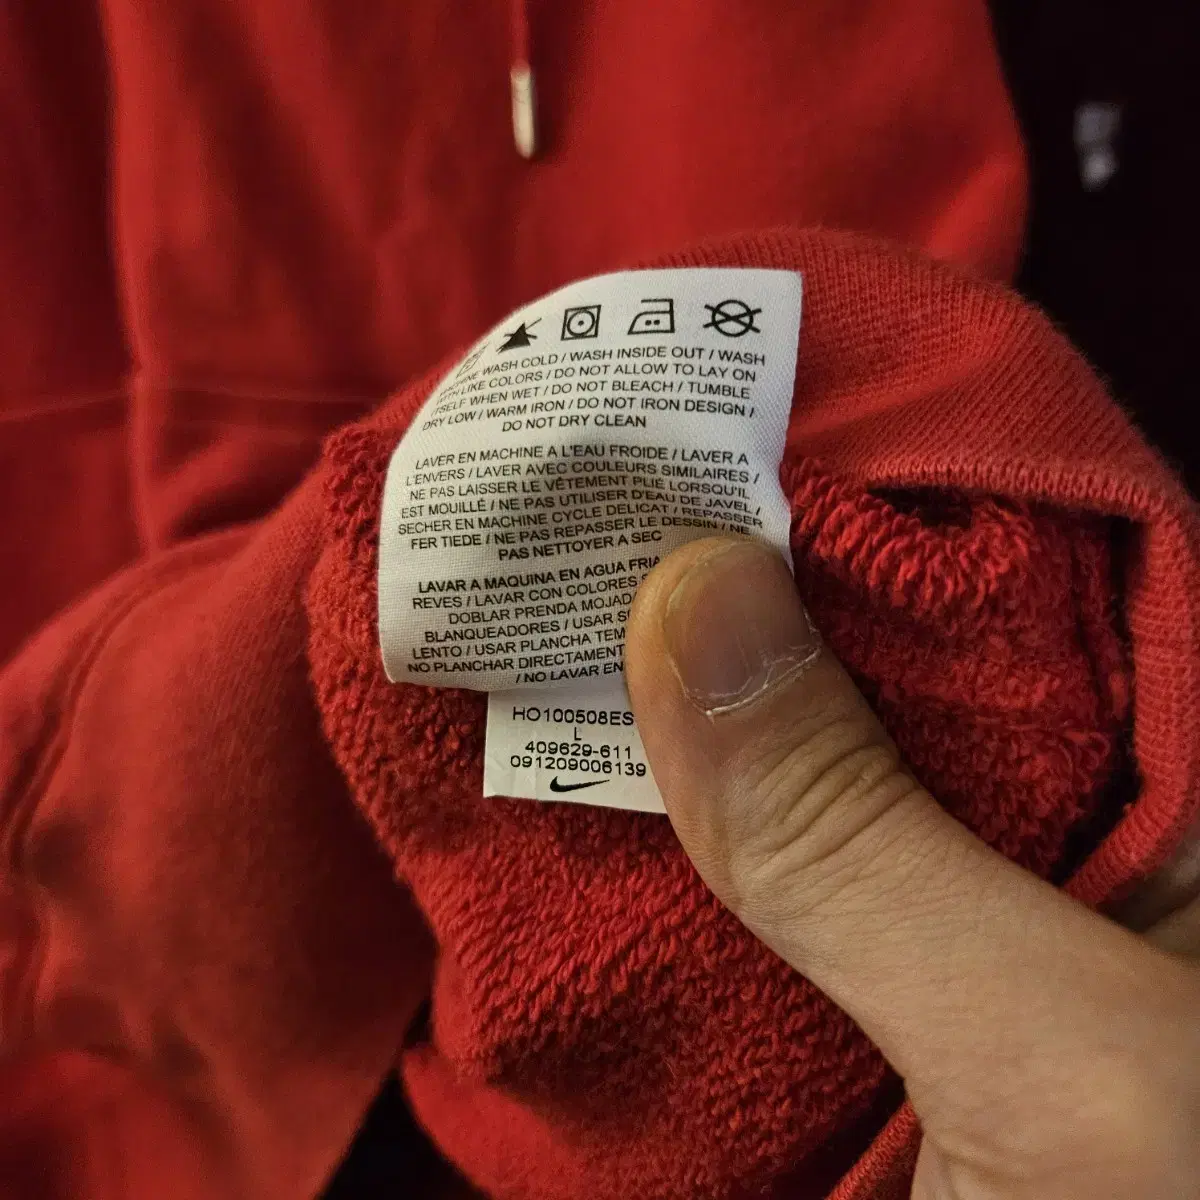 MACHINE WASH COLD / WASH INSIDE OUT / WASH
WITH LIKE COLORS / DO NOT ALLOW TO LAY ON
ITSELF WHEN WET / DO NOT BLEACH / TUMBLE
DRY LOW / WARM IRON / DO NOT IRON DESIGN /
DO NOT DRY CLEAN
LAVER EN MACHINE A L'EAU FROIDE / LAVER A
L'ENVERS / LAVER AVEC COULEURS SIMILAIRES /
NE PAS LAISSER LE VÊTEMENT PLIÉ LORSQU'IL
EST MOUILLÉ / NE PAS UTILISER D'EAU DE JAVEL /
SECHER EN MACHINE CYCLE DELICAT / REPASSER
FER TIEDE / NE PAS REPASSER LE DESSIN / NE
PAS NETTOYER A SEC
LAVAR A MAQUINA EN AGUA FRIA
REVES / LAVAR CON COLORES
DOBLAR PRENDA MOJADA
BLANQUEADORES / USAR
LENTO / USAR PLANCHA
NO PLANCHAR
/ NO LAVAR EN
HO100508ES
L
409629-611
091209006139